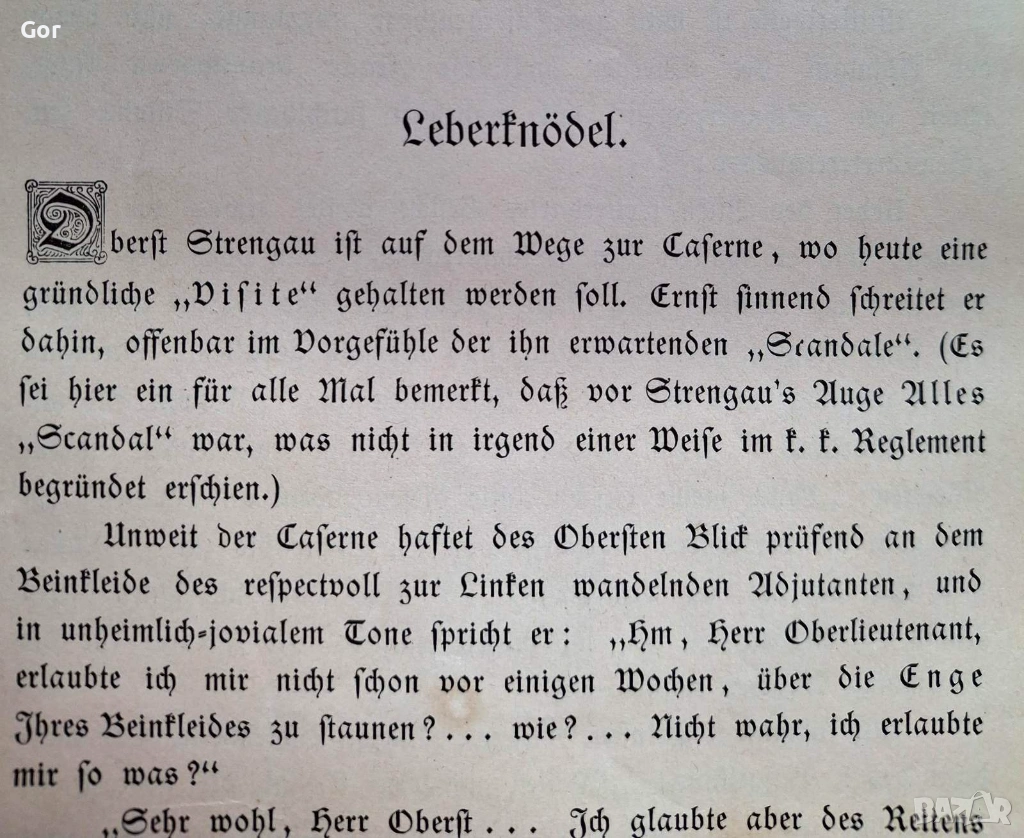 Gor
Leberknödel.
Oberst Strengau ist auf dem Wege zur Caserne, wo heute eine
gründliche „Visite“ gehalten werden soll. Ernst sinnend schreitet er
dahin, offenbar im Vorgefühle der ihn erwartenden „Scandale“. (Es
sei hier ein für alle Mal bemerkt, daß vor Strengau's Auge Alles
„Scandal“ war, was nicht in irgend einer Weise im k. k. Reglement
begründet erschien.)
Unweit der Caserne haftet des Obersten Blick prüfend an dem
Beinkleide des respectvoll zur Linken wandelnden Adjutanten, und
in unheimlich-jovialem Tone spricht er: „Hm, Herr Oberlieutenant,
erlaubte ich mir nicht schon vor einigen Wochen, über die Enge
Ihres Beinkleides zu staunen?... wie?... Nicht wahr, ich erlaubte
mir so was?“
„Sehr wohl, Herr Oberst... Ich glaubte aber des Reitens
BAZAR